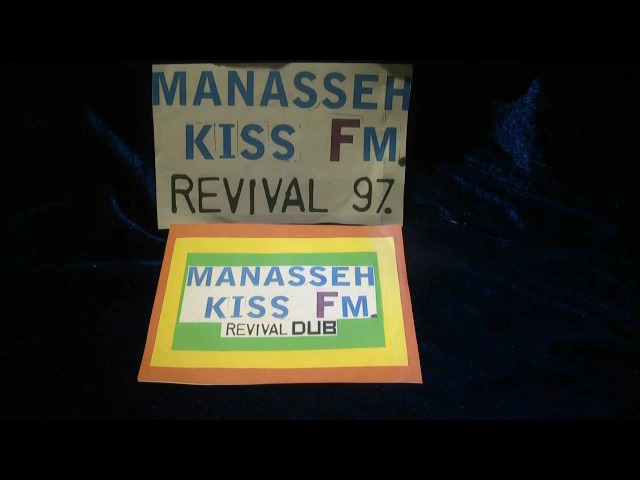 MANASSEH
KISS FM
REVIVAL 97.
MANASSEH
KISS FM.
REVIVAL DUB